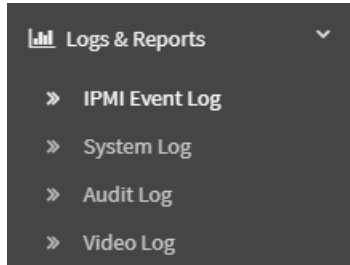 Logs & Reports
IPMI Event Log
System Log
Audit Log
Video Log